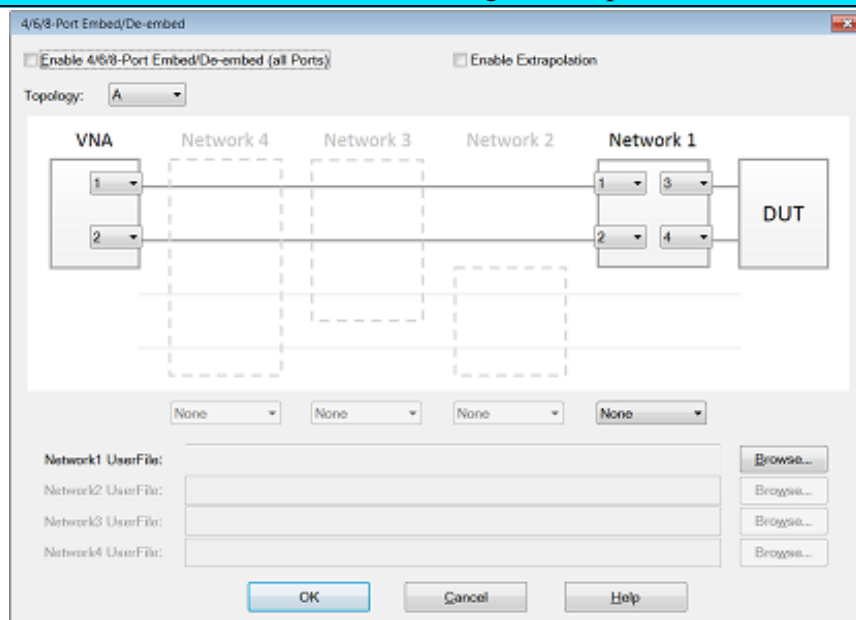 4/6/8-Port Embed/De-embed
Enable 4/6/8-Port Embed/De-embed (all Ports) Enable Extrapolation
Topology: A
VNA Network 4 Network 3 Network 2 Network 1
1 1 3
DUT
2 2 4
None None None None
Network1 UserFile: Browse...
Network2 UserFile: Browse...
Network3 UserFile: Browse...
Network4 UserFile: Browse...
OK Cancel Help